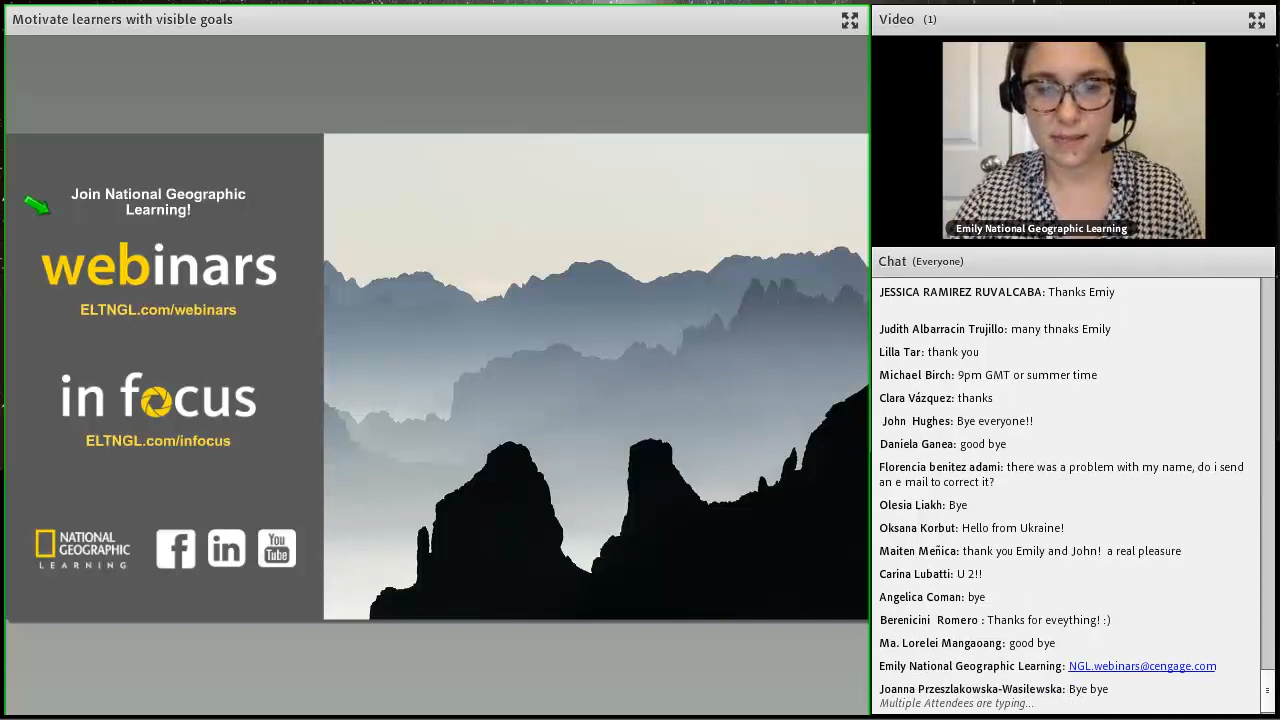 Motivate learners with visible goals
Join National Geographic
Learning!
webinars
ELTNGL.com/webinars
in focus
ELTNGL.com/infocus
NATIONAL
GEOGRAPHIC
LEARNING
f
in
You
Tube
Video (1)
Emily National Geographic Learning
Chat (Everyone)
JESSICA RAMIREZ RUVALCABA: Thanks Emiy
Judith Albarracin Trujillo: many thnaks Emily
Lilla Tar: thank you
Michael Birch: 9pm GMT or summer time
Clara Vázquez: thanks
John Hughes: Bye everyone!!
Daniela Ganea: good bye
Florencia benitez adami: there was a problem with my name, do i send
an e mail to correct it?
Olesia Liakh: Bye
Oksana Korbut: Hello from Ukraine!
Maiten Meñica: thank you Emily and John! a real pleasure
Carina Lubatti: U 2!!
Angelica Coman: bye
Berenicini Romero : Thanks for eveything! :)
Ma. Lorelei Mangaoang: good bye
Emily National Geographic Learning: NGL.webinars@cengage.com
Joanna Przeszlakowska-Wasilewska: Bye bye
Multiple Attendees are typing...